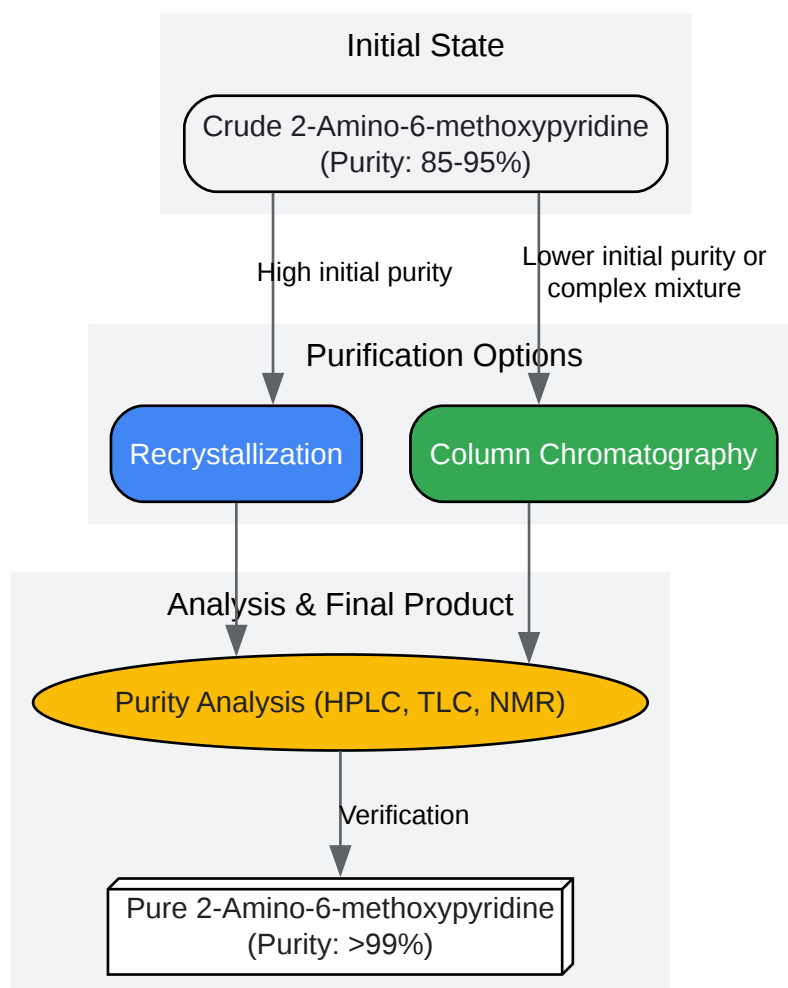 Initial State
Crude 2-Amino-6-methoxypyridine
(Purity: 85-95%)
High initial purity
Lower initial purity or
complex mixture
Purification Options
Recrystallization
Column Chromatography
Analysis & Final Product
Purity Analysis (HPLC, TLC, NMR)
Verification
Pure 2-Amino-6-methoxypyridine
(Purity: >99%)